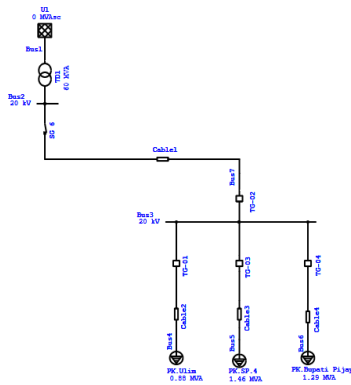 U1
0 MVAsc
Bus1
TD1
60 MVA
Bus2
20 kV
SG 6
Cable1
Bus7
TG-02
Bus3
20 kV
TG-01
TG-03
TG-04
Cable2
Cable3
Cable4
Bus4
Bus5
Bus6
PK.Ulim
0.88 MVA
PK.SP.4
1.46 MVA
PK.Bupati Pijay
1.29 MVA